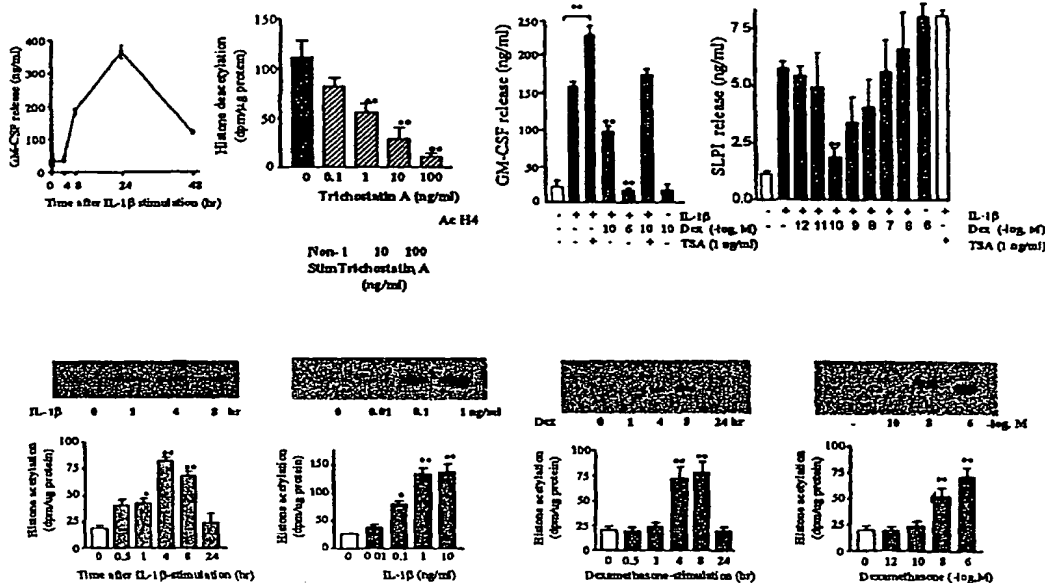 GM-CSF release (ng/ml)
400
300
200
100
0
0 4 8 24 48
Time after IL-1β stimulation (hr)
Histone deacetylation
(dpm/ug protein)
150
100
50
0
**
**
**
0 0.1 1 10 100
Trichostatin A (ng/ml)
Ac H4
Non- 1 10 100
Stim Trichostatin A
(ng/ml)
GM-CSF release (ng/ml)
250
200
150
100
50
0
**
**
**
- + + + + + - IL-1β
- - - 10 6 10 10 Dex (-log, M)
- - + - - + - TSA (1 ng/ml)
SLPI release (ng/ml)
7.5
5.0
2.5
0.0
**
- + + + + + + + + - + IL-1β
- - 12 11 10 9 8 7 8 6 - Dex (-log, M)
+ TSA (1 ng/ml)
IL-1β 0 1 4 8 hr
0 0.01 0.1 1 ng/ml
Dex 0 1 4 8 24 hr
- 10 8 6 -log, M
Histone acetylation
(dpm/ug protein)
100
75
50
25
0
*
**
**
0 0.5 1 4 8 24
Time after IL-1β-stimulation (hr)
Histone acetylation
(dpm/ug protein)
150
100
50
0
*
**
**
0 0.01 0.1 1 10
IL-1β (ng/ml)
Histone acetylation
(dpm/ug protein)
100
75
50
25
0
**
**
0 0.5 1 4 8 24
Dexamethasone-stimulation (hr)
Histone acetylation
(dpm/ug protein)
100
75
50
25
0
**
**
0 12 10 8 6
Dexamethasone (-log,M)